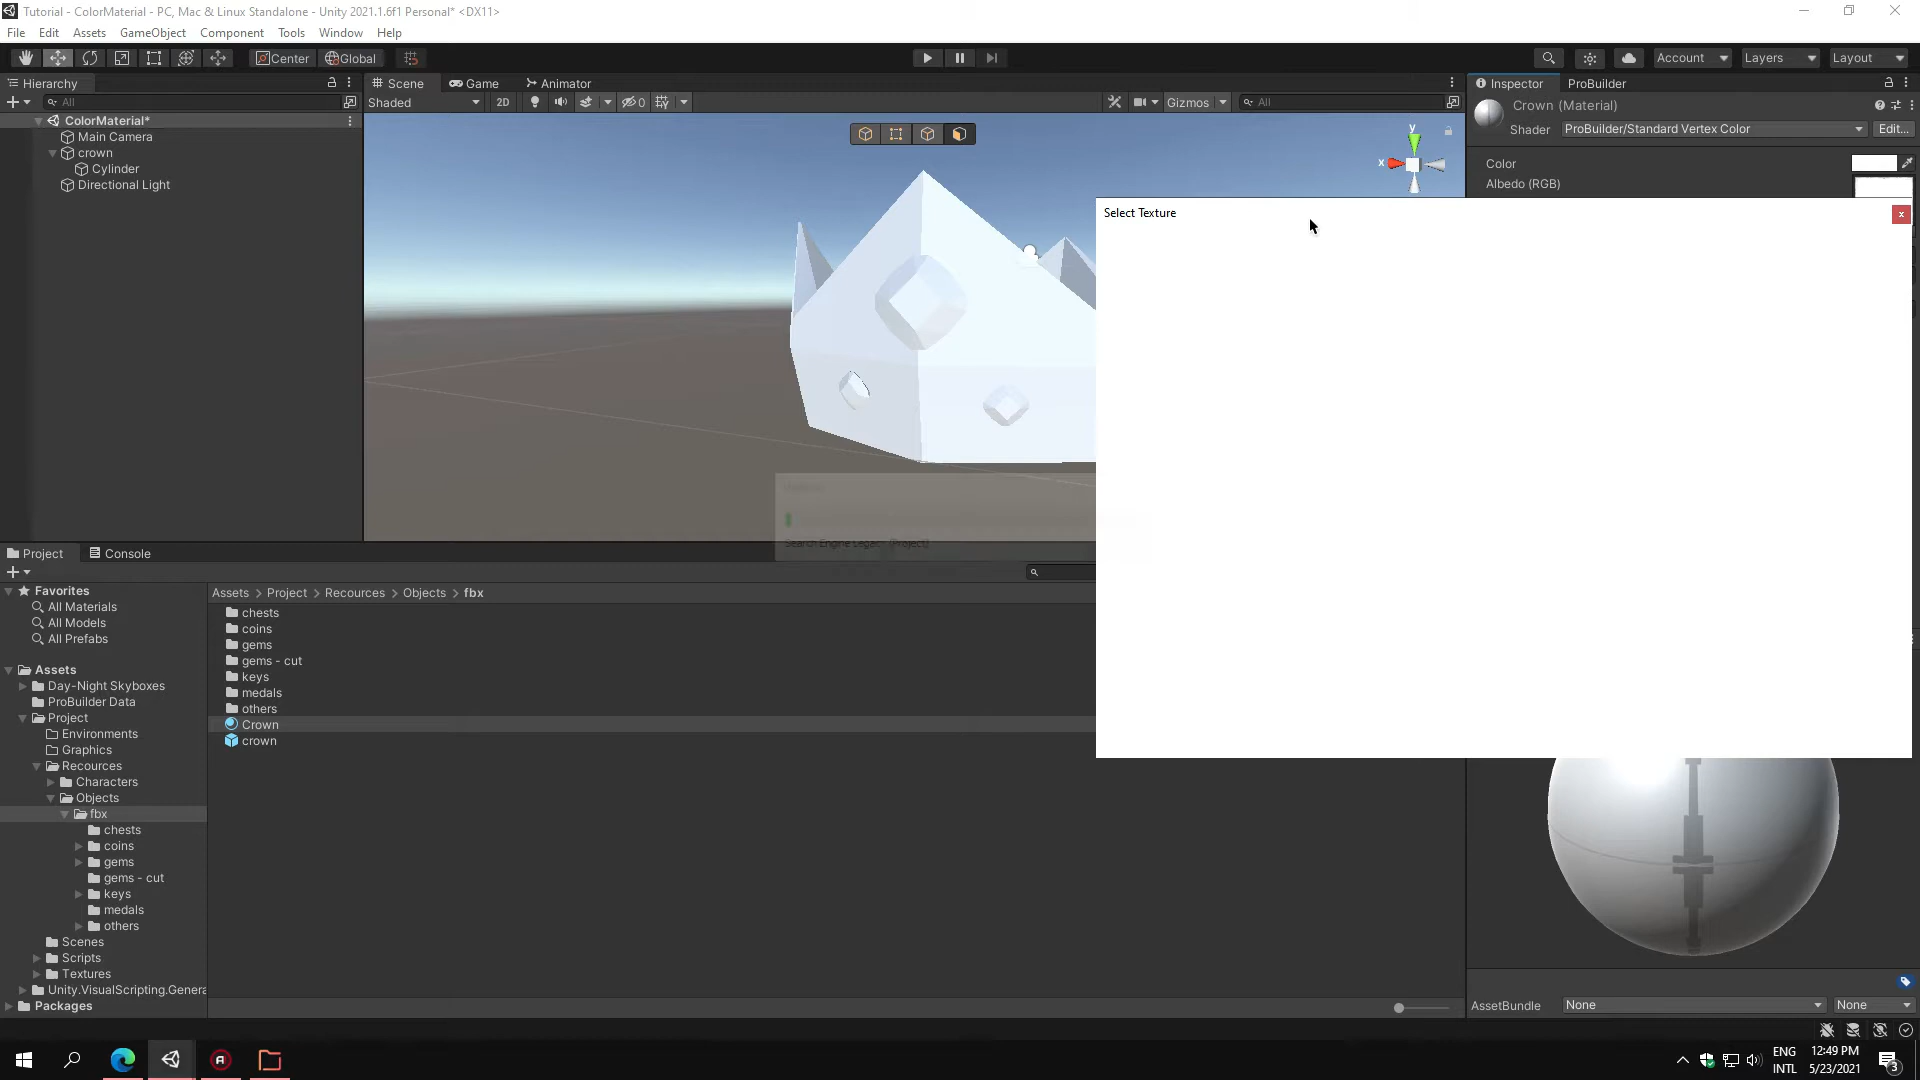 Tutorial - ColorMaterial - PC, Mac & Linux Standalone - Unity 2021.1.6f1 Personal* <DX11>
File Edit Assets GameObject Component Tools Window Help
Center Global Account Layers Layout
Hierarchy Scene Game Animator Inspector ProBuilder
All Shaded 2D 0 Gizmos All
Crown (Material)
Shader ProBuilder/Standard Vertex Color Edit...
ColorMaterial*
Main Camera
crown
Cylinder
Directional Light
y
x
Color
Albedo (RGB)
Select Texture x
Search Engine Legacy (Project)
Project Console
Favorites
All Materials
All Models
All Prefabs
Assets
Day-Night Skyboxes
ProBuilder Data
Project
Environments
Graphics
Recources
Characters
Objects
fbx
chests
coins
gems
gems - cut
keys
medals
others
Scenes
Scripts
Textures
Unity.VisualScripting.Genera
Packages
Assets > Project > Recources > Objects > fbx
chests
coins
gems
gems - cut
keys
medals
others
Crown
crown
AssetBundle None None
ENG
INTL
12:49 PM
5/23/2021
3